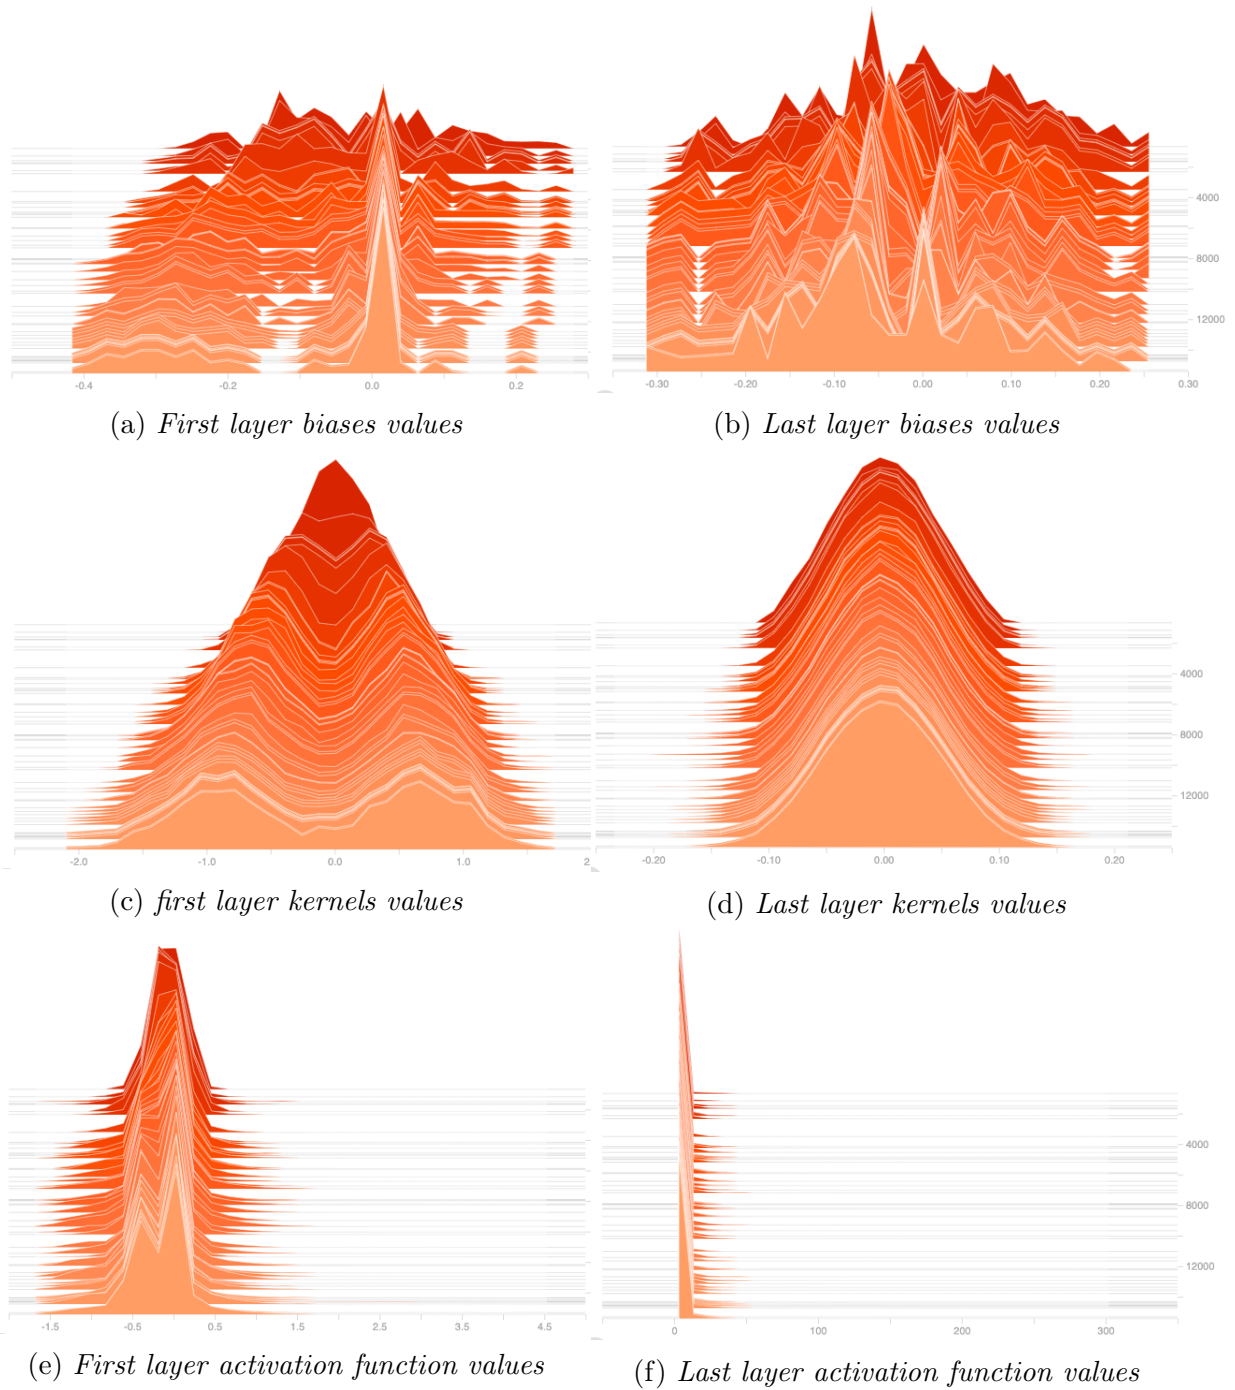 4000
8000
12000
-0.4 -0.2 0.0 0.2
-0.30 -0.20 -0.10 0.00 0.10 0.20 0.30
(a) First layer biases values
(b) Last layer biases values
4000
8000
12000
-2.0 -1.0 0.0 1.0 2
-0.20 -0.10 0.00 0.10 0.20
(c) first layer kernels values
(d) Last layer kernels values
4000
8000
12000
-1.5 -0.5 0.5 1.5 2.5 3.5 4.5
0 100 200 300
(e) First layer activation function values
(f) Last layer activation function values